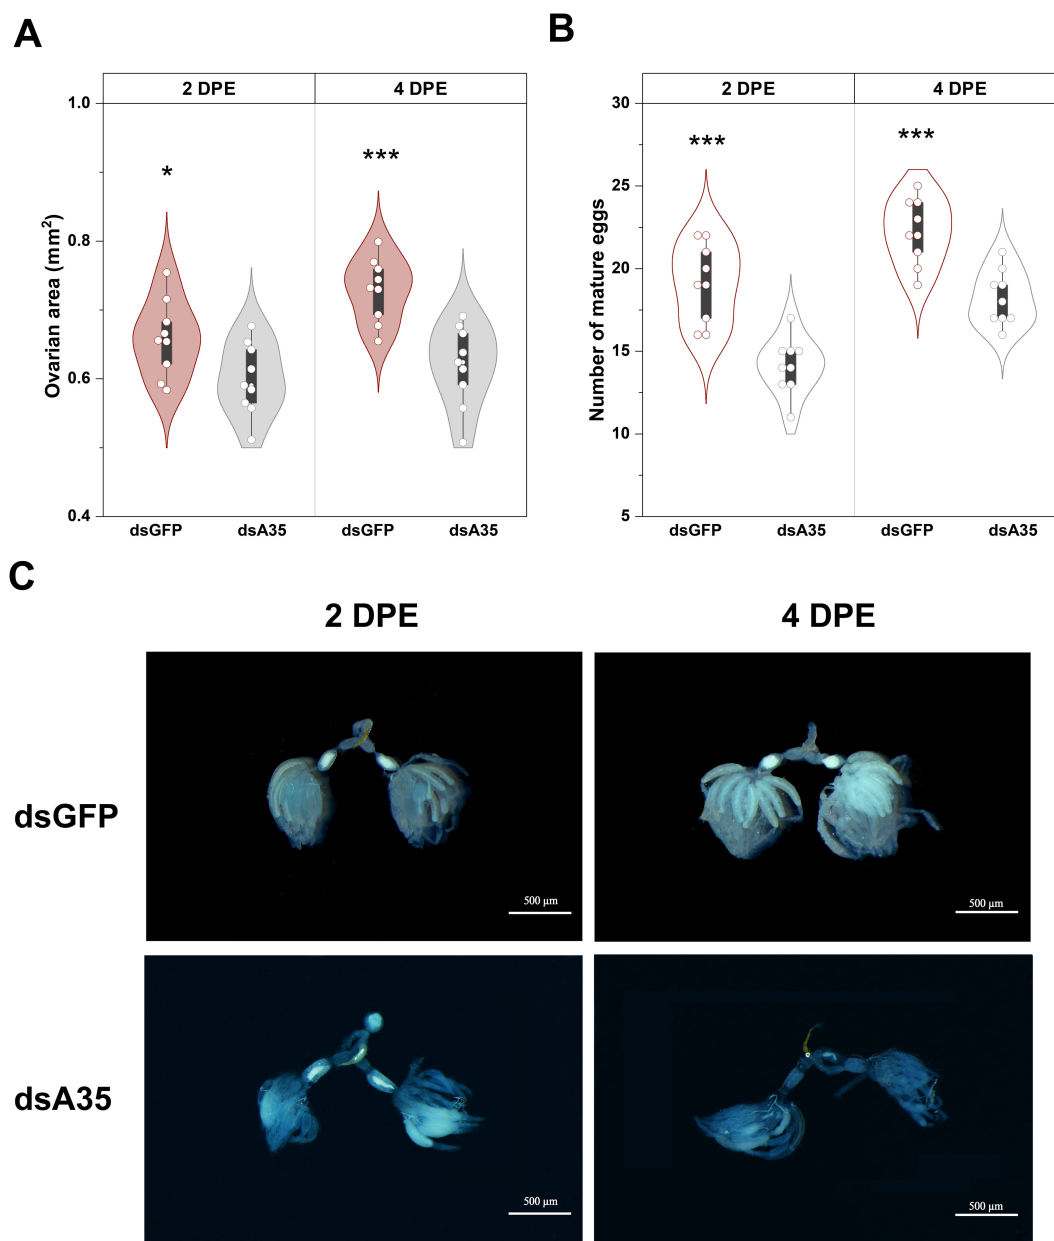 A
B
2 DPE 4 DPE
2 DPE 4 DPE
1.0
0.8
0.6
0.4
Ovarian area (mm²)
* ***
dsGFP dsA35 dsGFP dsA35
30
25
20
15
10
5
Number of mature eggs
*** ***
dsGFP dsA35 dsGFP dsA35
C
2 DPE 4 DPE
dsGFP
500 μm
500 μm
dsA35
500 μm
500 μm